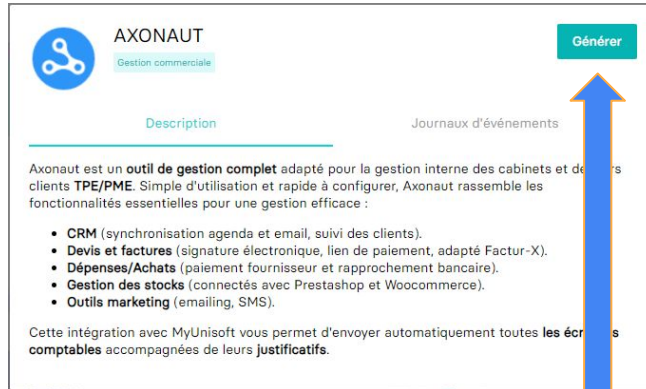 AXONAUT
Générer
Gestion commerciale
Description
Journaux d'événements
Axonaut est un outil de gestion complet adapté pour la gestion interne des cabinets et de
clients TPE/PME. Simple d'utilisation et rapide à configurer, Axonaut rassemble les
fonctionnalités essentielles pour une gestion efficace :
• CRM (synchronisation agenda et email, suivi des clients).
• Devis et factures (signature électronique, lien de paiement, adapté Factur-X).
• Dépenses/Achats (paiement fournisseur et rapprochement bancaire).
• Gestion des stocks (connectés avec Prestashop et Woocommerce).
• Outils marketing (emailing, SMS).
Cette intégration avec MyUnisoft vous permet d'envoyer automatiquement toutes les
comptables accompagnées de leurs justificatifs.